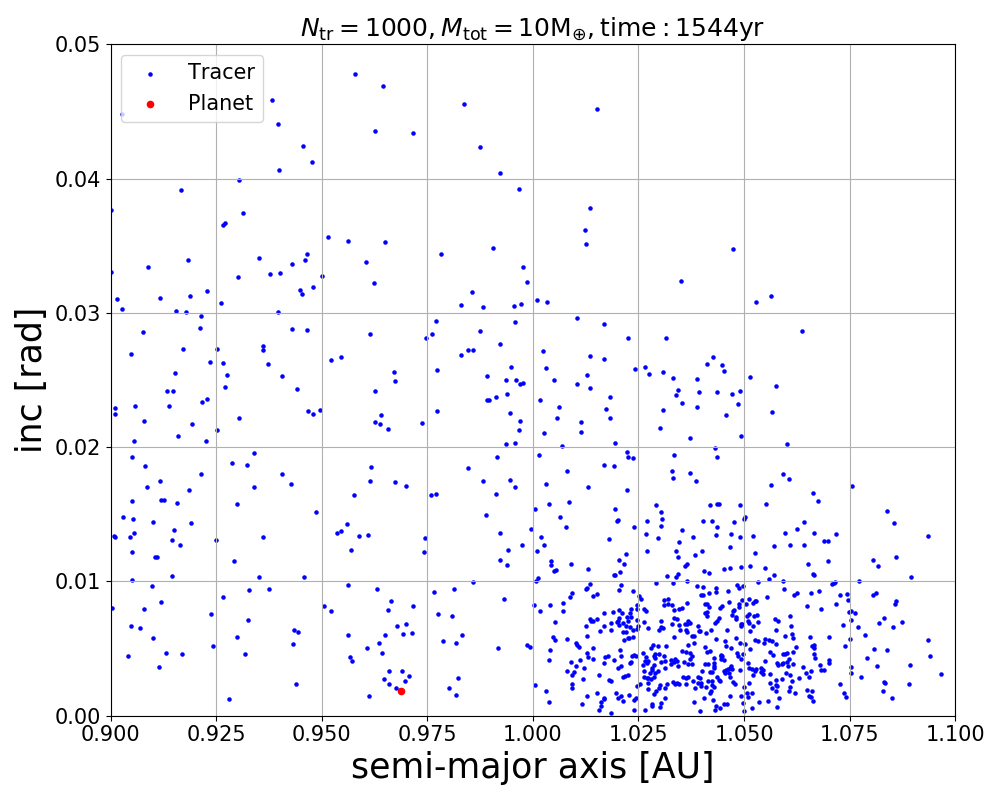 N_tr = 1000, M_tot = 10M_⊕, time : 1544yr
0.05
Tracer
Planet
0.04
0.03
inc [rad]
0.02
0.01
0.00
0.900 0.925 0.950 0.975 1.000 1.025 1.050 1.075 1.100
semi-major axis [AU]